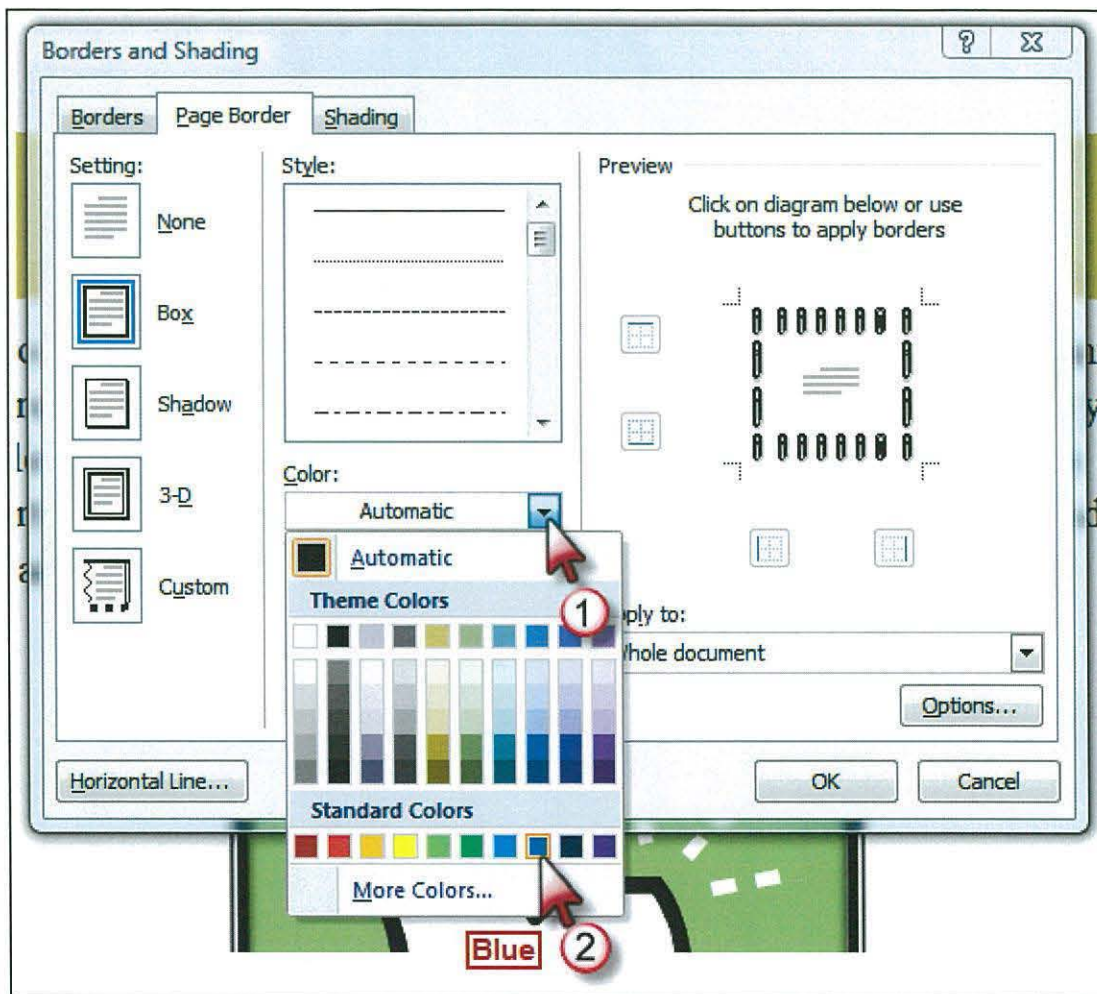 Borders and Shading
Borders
Page Border
Shading
Setting:
None
Box
Shadow
3-D
Custom
Style:
Color:
Automatic
Automatic
Theme Colors
Standard Colors
More Colors...
Preview
Click on diagram below or use
buttons to apply borders
1
to:
document
Options...
Horizontal Line...
OK
Cancel
Blue
2